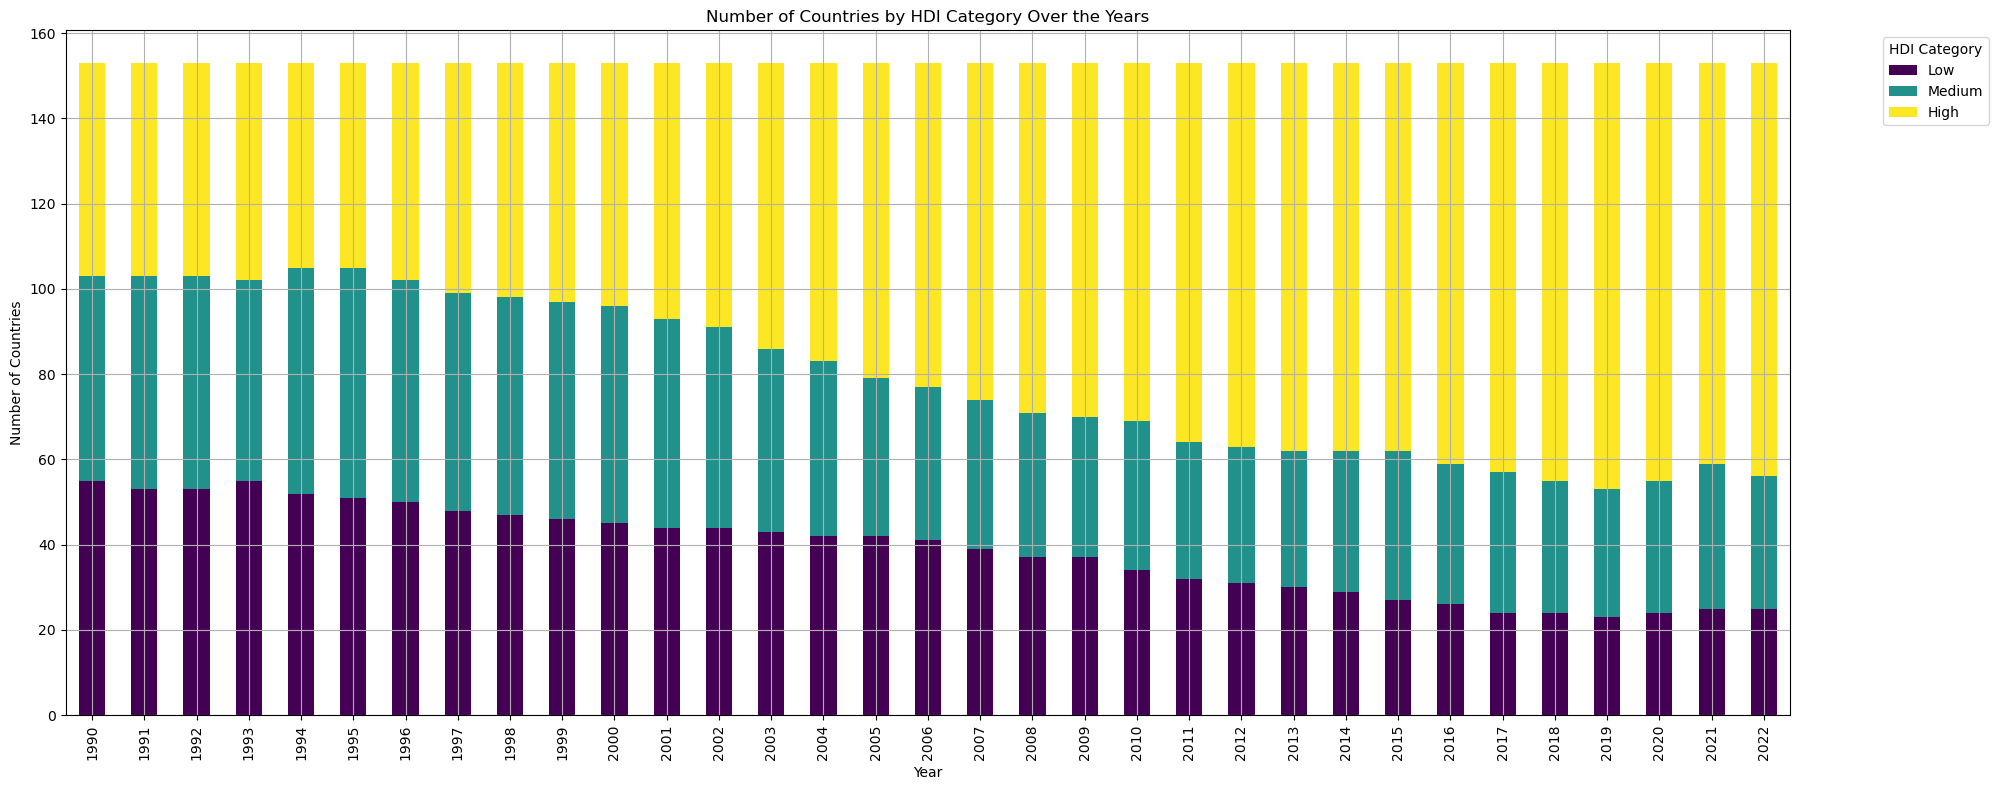 Number of Countries by HDI Category Over the Years
HDI Category
Low
Medium
High
Number of Countries
160
140
120
100
80
60
40
20
0
1990 1991 1992 1993 1994 1995 1996 1997 1998 1999 2000 2001 2002 2003 2004 2005 2006 2007 2008 2009 2010 2011 2012 2013 2014 2015 2016 2017 2018 2019 2020 2021 2022
Year